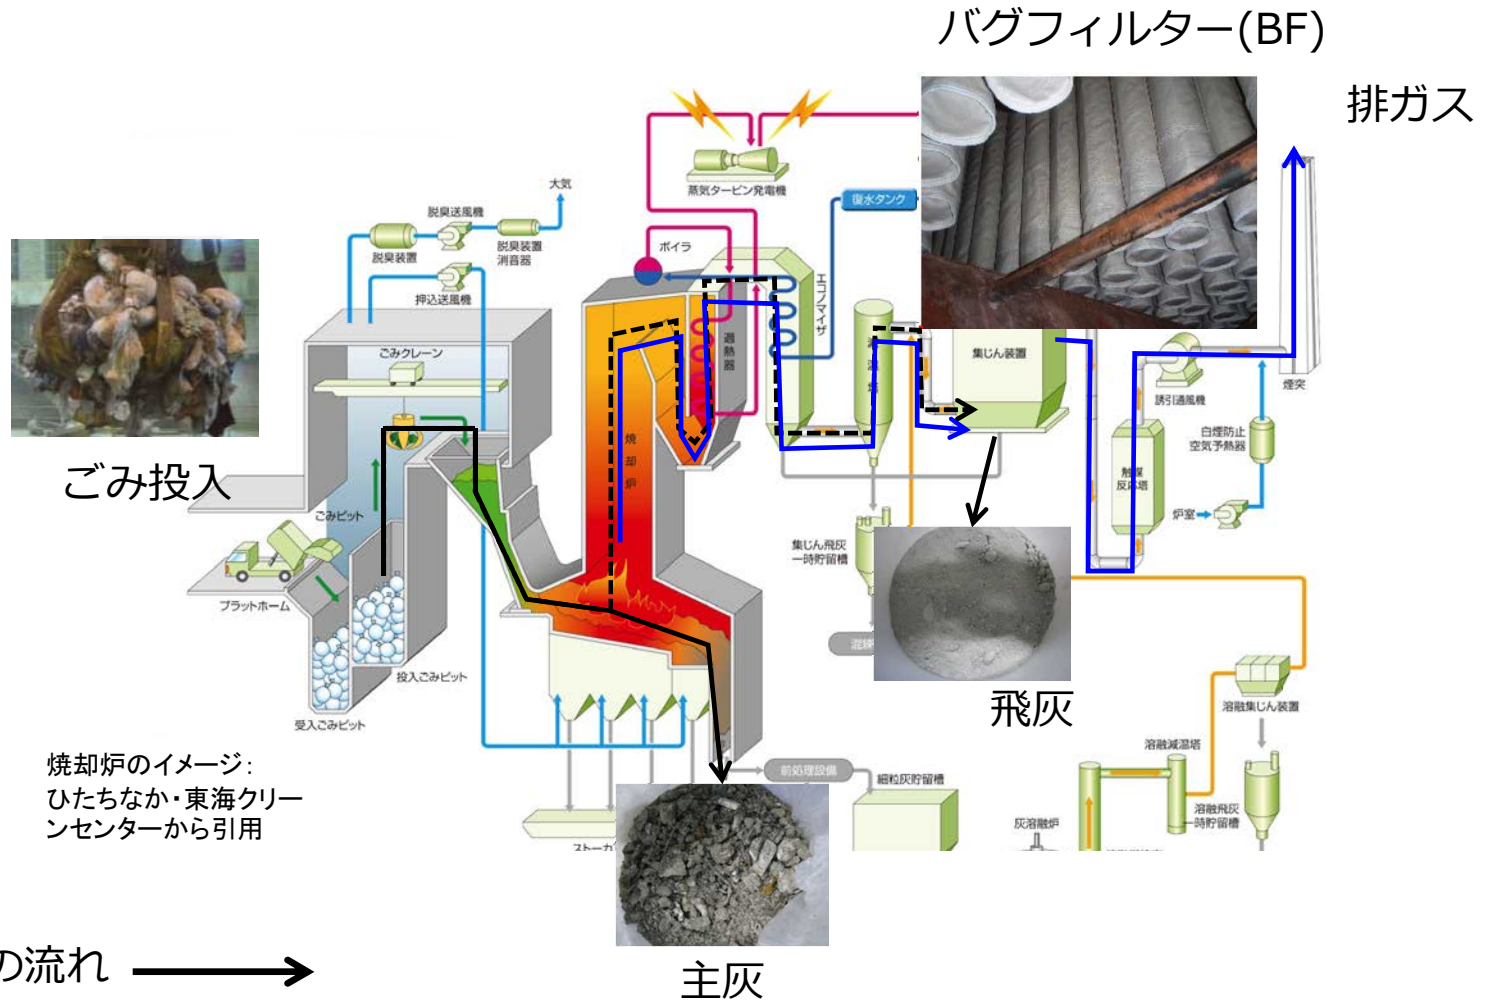 バグフィルター(BF)
排ガス
蒸気タービン発電機
復水タンク
大気
脱臭送風機
脱臭装置
脱臭装置
消音器
押込送風機
ボイラ
エコノマイザ
過熱器
ごみクレーン
集じん装置
誘引通風機
煙突
白煙防止
空気予熱器
触媒
反応塔
炉室
焼却炉
ごみ投入
ごみピット
プラットホーム
投入ごみピット
受入ごみピット
集じん飛灰
一時貯留槽
飛灰
溶融集じん装置
溶融減温塔
溶融飛灰
一時貯留槽
灰溶融炉
前処理設備
細粒灰貯留槽
ストーカ
焼却炉のイメージ:
ひたちなか・東海クリー
ンセンターから引用
の流れ
主灰